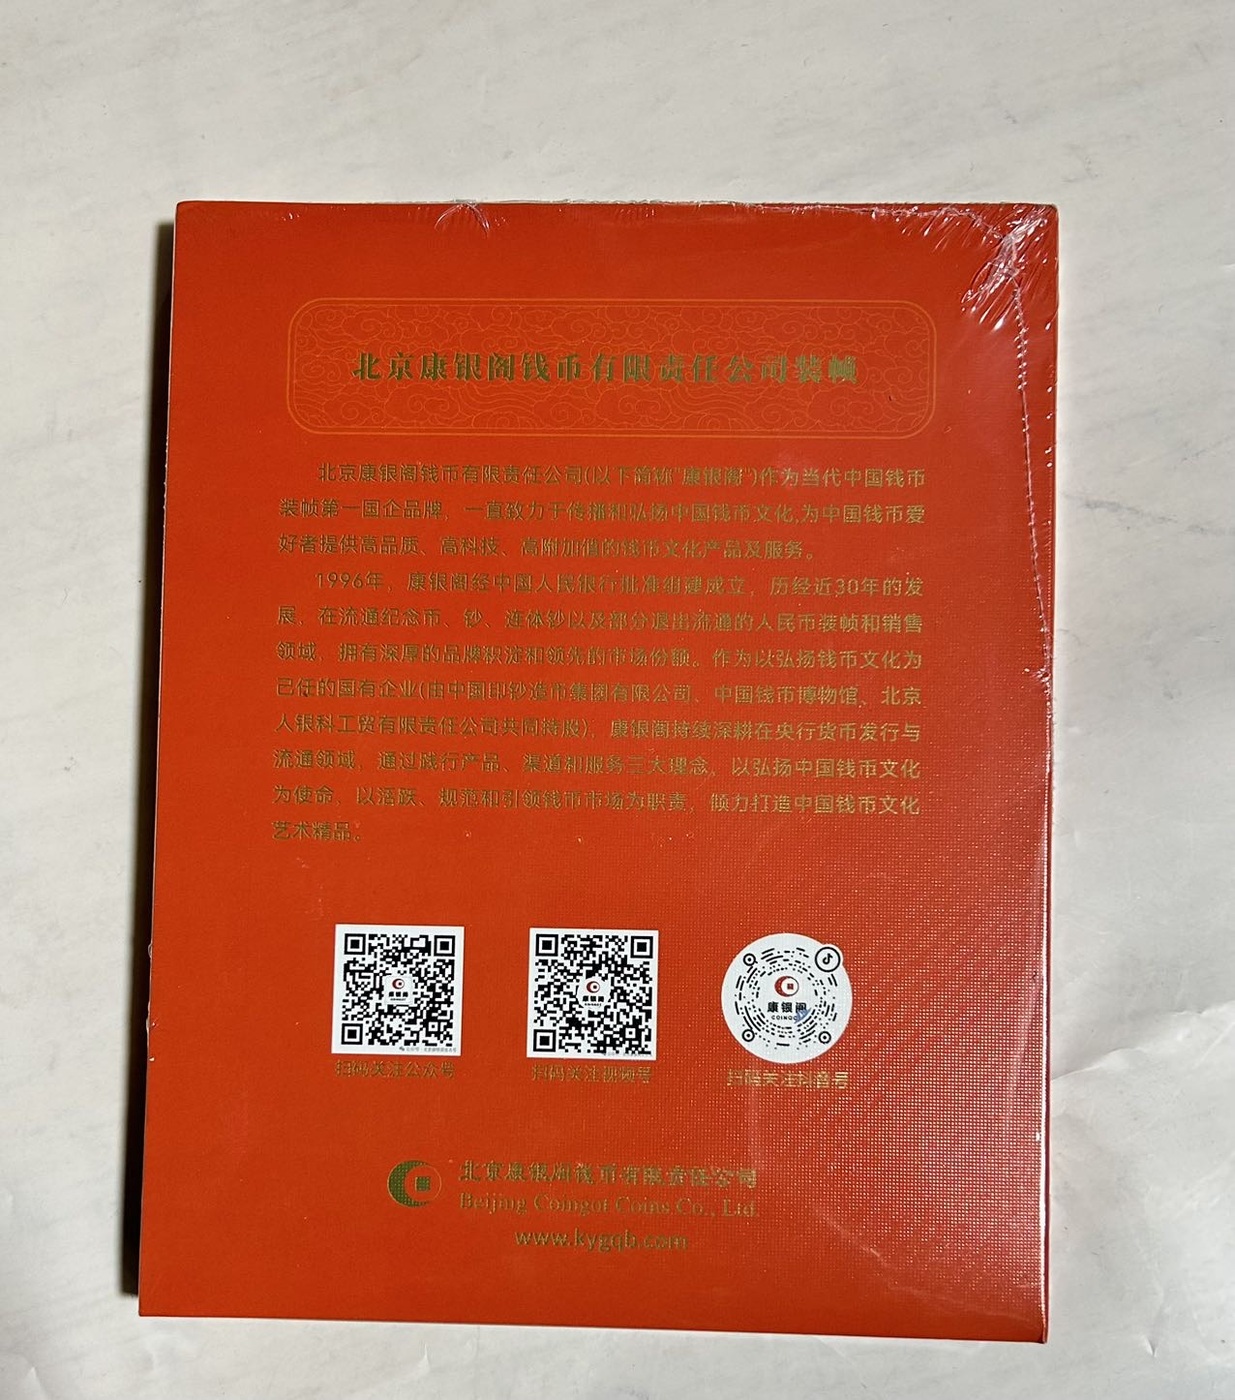 北京康银阁钱币有限责任公司装帧
北京康银阁钱币有限责任公司(以下简称"康银阁")作为当代中国钱币
装帧第一国企品牌，一直致力于传播和弘扬中国钱币文化,为中国钱币爱
好者提供高品质、高科技、高附加值的钱币文化产品及服务。
1996年，康银阁经中国人民银行批准组建成立，历经近30年的发
展，在流通纪念币、钞、连体钞以及部分退出流通的人民币装帧和销售
领域，拥有深厚的品牌积淀和领先的市场份额。作为以弘扬钱币文化为
己任的国有企业(由中国印钞造币集团有限公司、中国钱币博物馆、北京
人银科工贸有限责任公司共同持股)，康银阁持续深耕在央行货币发行与
流通领域，通过践行产品、渠道和服务三大理念，以弘扬中国钱币文化
为使命，以活跃、规范和引领钱币市场为职责，倾力打造中国钱币文化
艺术精品。
康银阁
康银阁
康银阁
COINGOT
扫码关注公众号
扫码关注视频号
扫码关注抖音号
北京康银阁钱币有限责任公司
Beijing Coingot Coins Co., Ltd.
www.kygqb.com